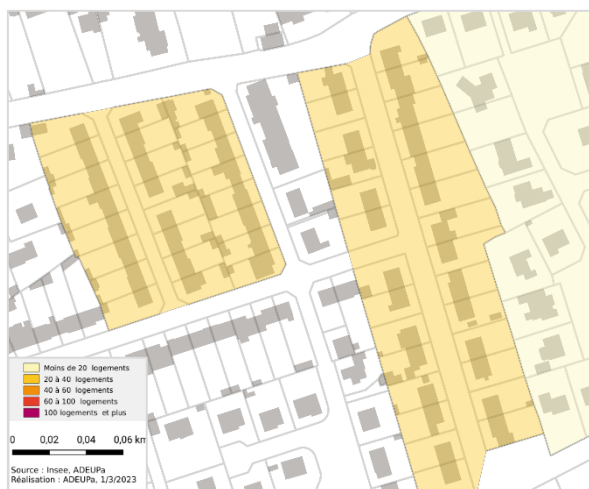 Moins de 20 logements
20 à 40 logements
40 à 60 logements
60 à 100 logements
100 logements et plus
0 0,02 0,04 0,06 km
Source : Insee, ADEUPa
Réalisation : ADEUPa, 1/3/2023